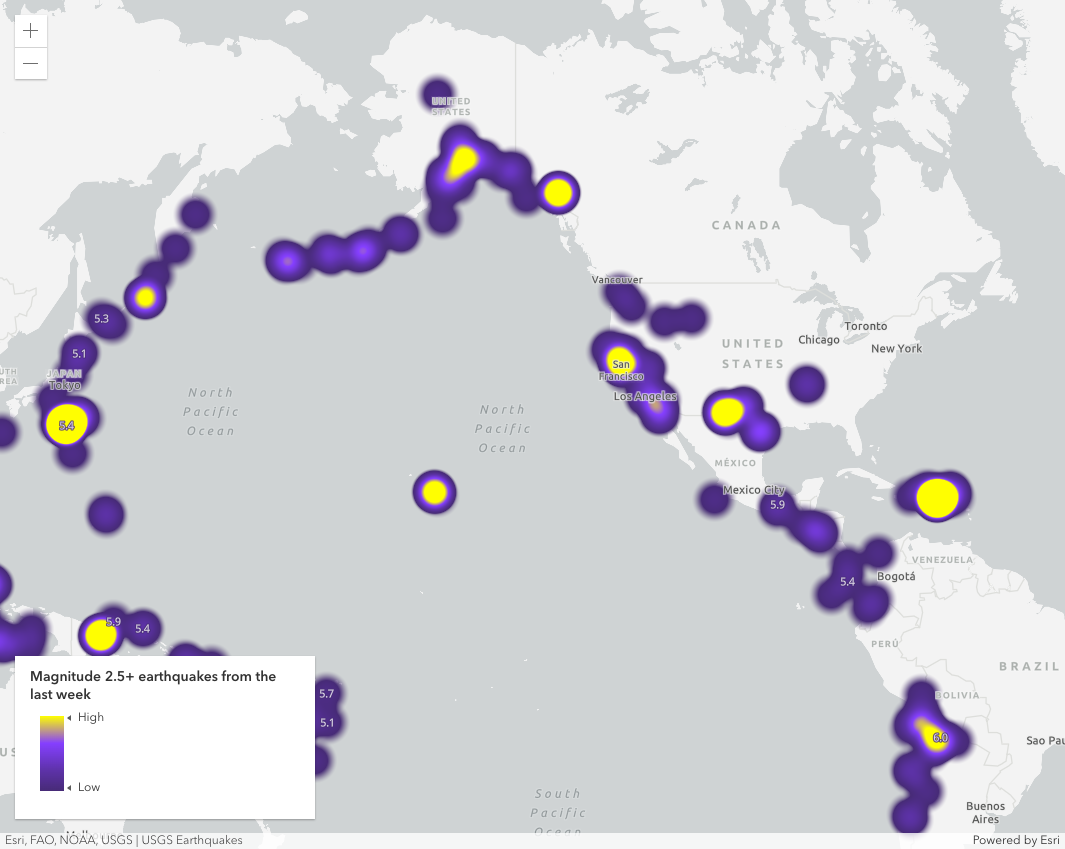 +
−
UNITED
STATES
CANADA
Vancouver
5.3
Toronto
Chicago
New York
UNITED
STATES
5.1
San
Francisco
JAPAN
Tokyo
North
Pacific
Ocean
North
Pacific
Ocean
Los Angeles
5.4
MÉXICO
Mexico City
5.9
VENEZUELA
Bogotá
5.4
5.9
5.4
PERÚ
BRAZIL
Magnitude 2.5+ earthquakes from the
last week
High
Low
5.7
5.1
BOLIVIA
6.0
Sao Pau
South
Pacific
Ocean
Buenos
Aires
Esri, FAO, NOAA, USGS | USGS Earthquakes
Powered by Esri